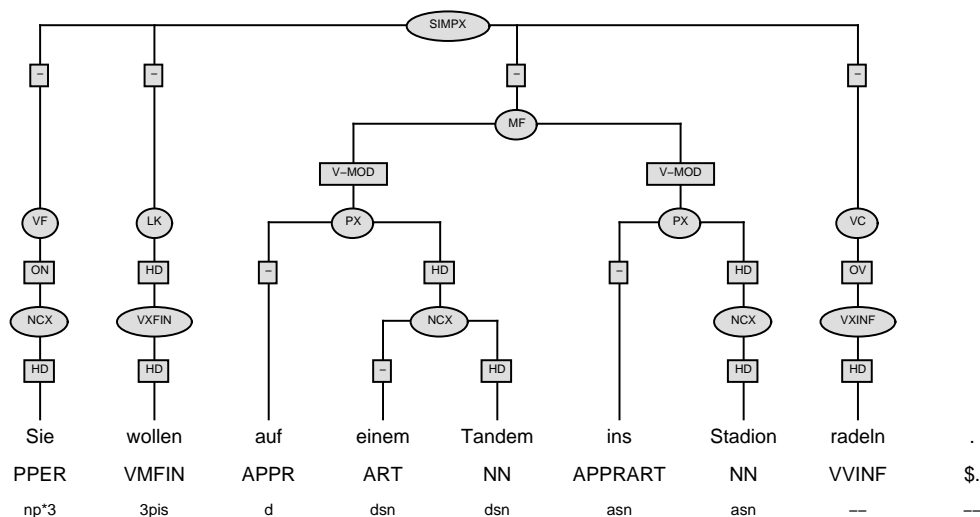 SIMPX
– – – –
MF
V–MOD V–MOD
VF LK PX PX VC
ON HD – HD – HD OV
NCX VXFIN NCX NCX VXINF
HD HD – HD HD HD
Sie wollen auf einem Tandem ins Stadion radeln .
PPER VMFIN APPR ART NN APPRART NN VVINF $.
np*3 3pis d dsn dsn asn asn –– ––